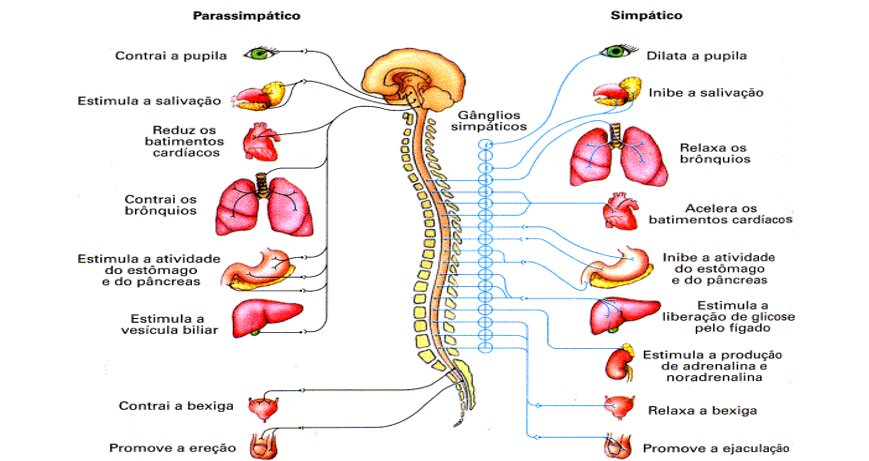 Parassimpático
Contrai a pupila
Estimula a salivação
Reduz os
batimentos
cardíacos
Contrai os
brônquios
Estimula a atividade
do estômago
e do pâncreas
Estimula a
vesícula biliar
Contrai a bexiga
Promove a ereção
Gânglios
simpáticos
Simpático
Dilata a pupila
Inibe a salivação
Relaxa os
brônquios
Acelera os
batimentos cardíacos
Inibe a atividade
do estômago
e do pâncreas
Estimula a
liberação de glicose
pelo fígado
Estimula a produção
de adrenalina e
noradrenalina
Relaxa a bexiga
Promove a ejaculação